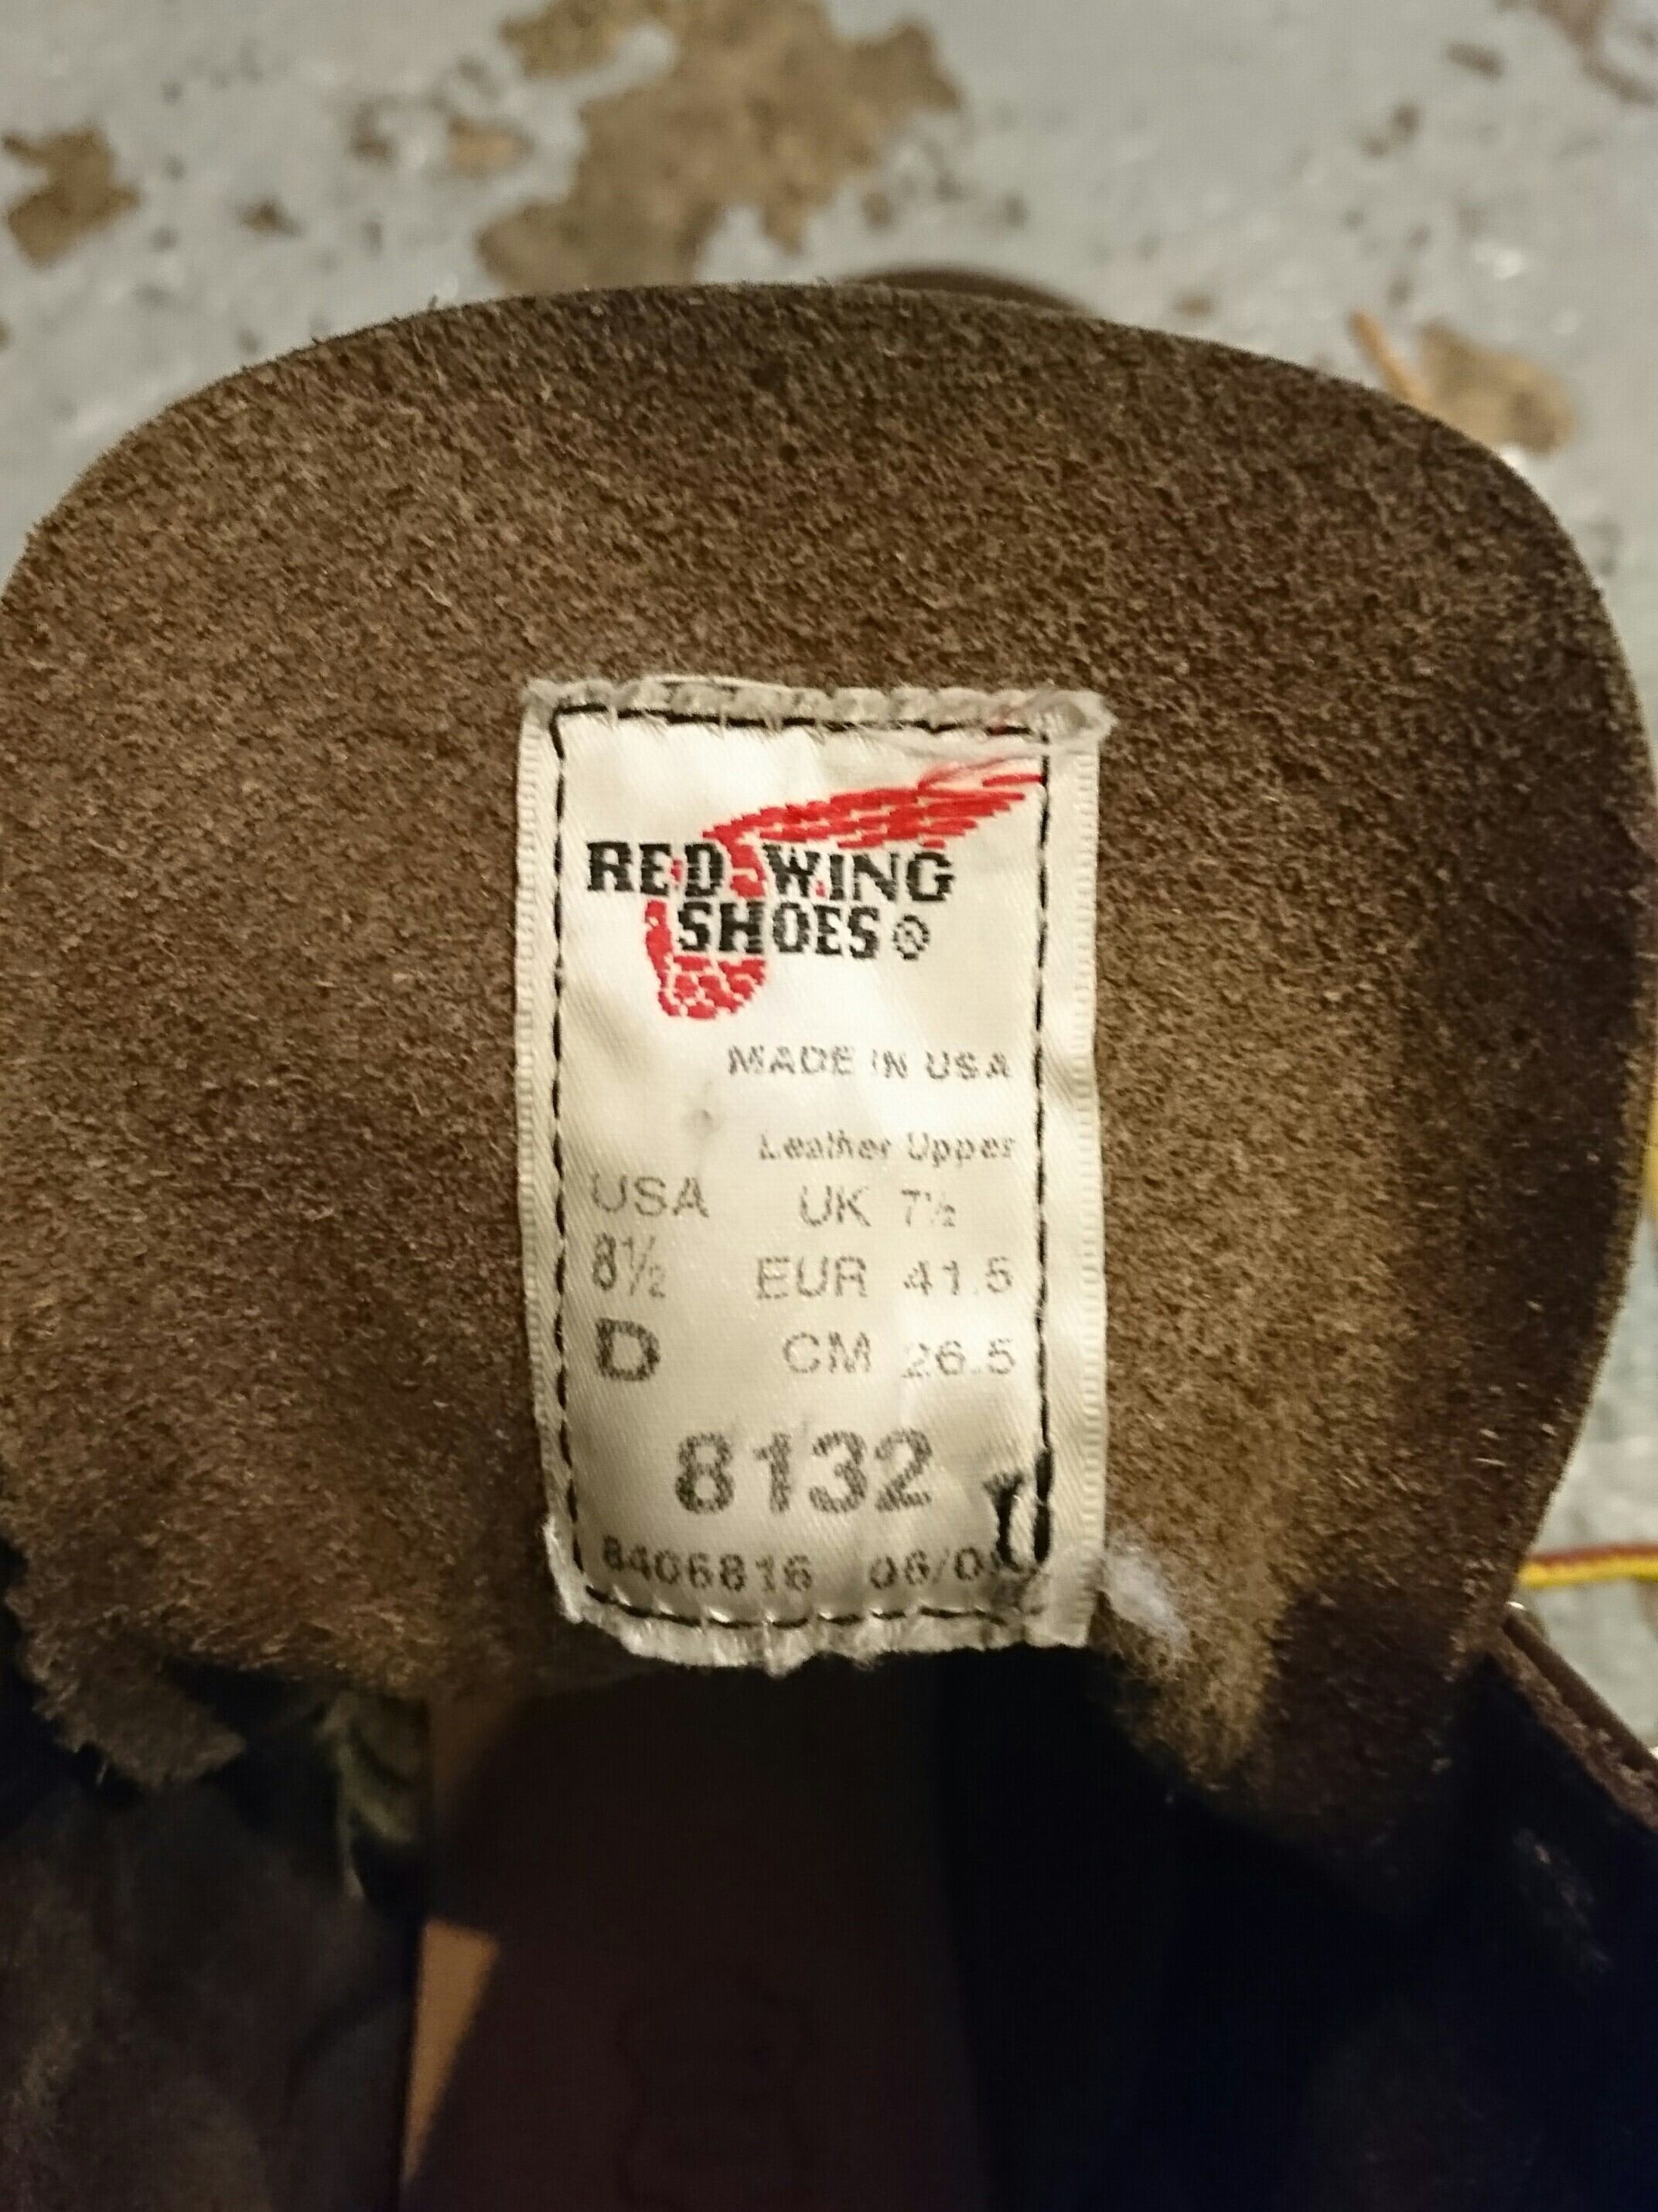 RED WING
SHOES®
MADE IN USA
Leather Upper
USA UK 7½
8½ EUR 41.5
D CM 26.5
8132
8406816